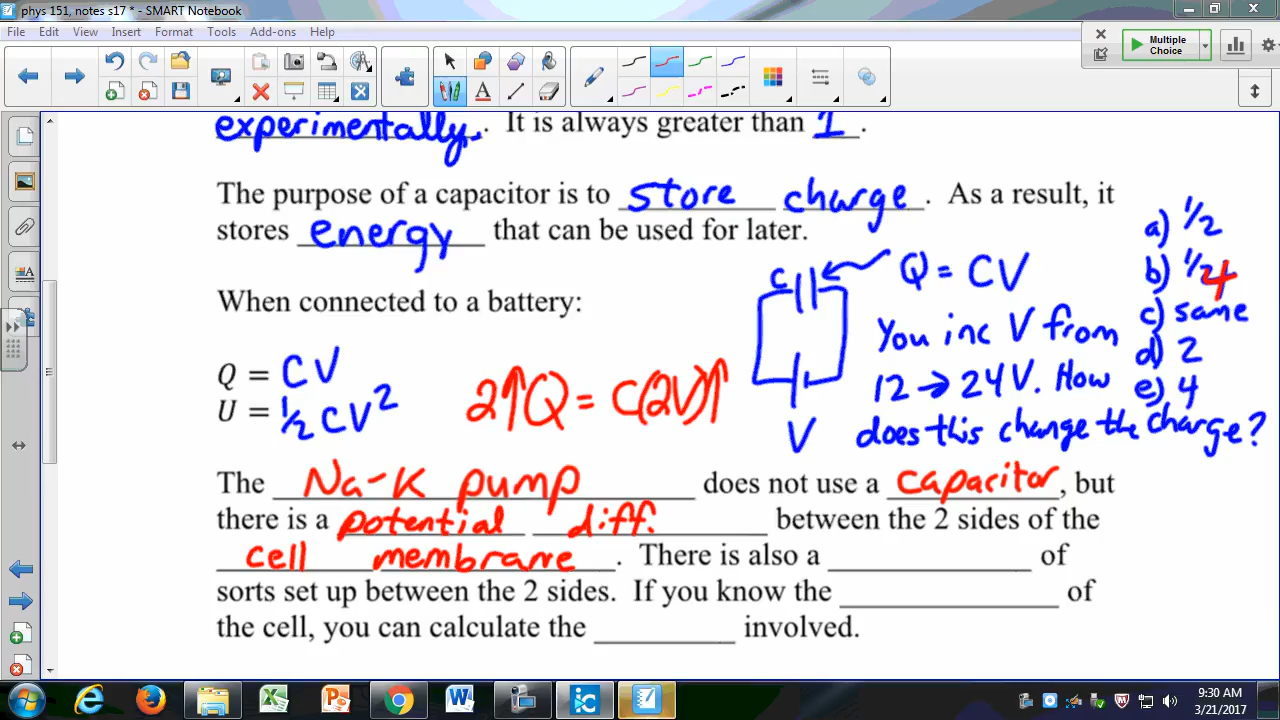 phys 151, notes s17 * - SMART Notebook
File Edit View Insert Format Tools Add-ons Help
Multiple
Choice
experimentally. . It is always greater than 1 .
The purpose of a capacitor is to store charge . As a result, it
stores energy that can be used for later.
a) 1/2
b) 1/4
c) same
d) 2
e) 4
C
Q = CV
You inc V from
12 → 24 V. How
does this change the charge?
V
When connected to a battery:
Q = CV
U = 1/2 CV²
2↑Q = C(2V)↑
The Na-K pump does not use a capacitor, but
there is a potential diff. between the 2 sides of the
cell membrane. There is also a ____ of
sorts set up between the 2 sides. If you know the ____ of
the cell, you can calculate the ____ involved.
9:30 AM
3/21/2017